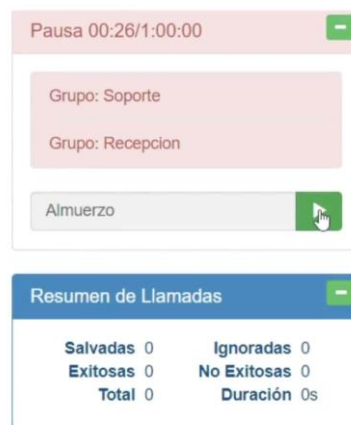 Pausa 00:26/1:00:00
Grupo: Soporte
Grupo: Recepcion
Almuerzo
Resumen de Llamadas
Salvadas 0 Ignoradas 0
Exitosas 0 No Exitosas 0
Total 0 Duración 0s